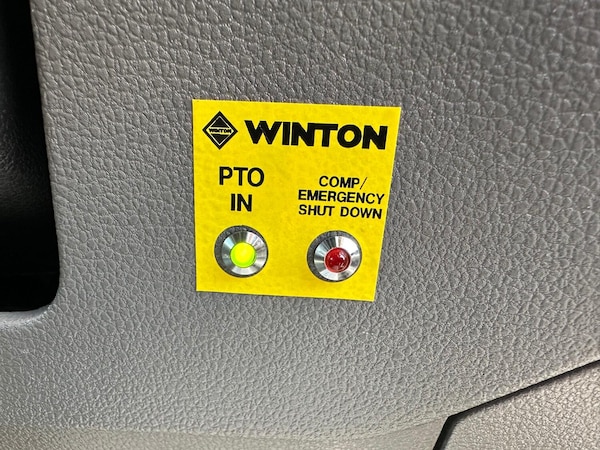 WINTON WINTON
PTO
IN
COMP/
EMERGENCY
SHUT DOWN